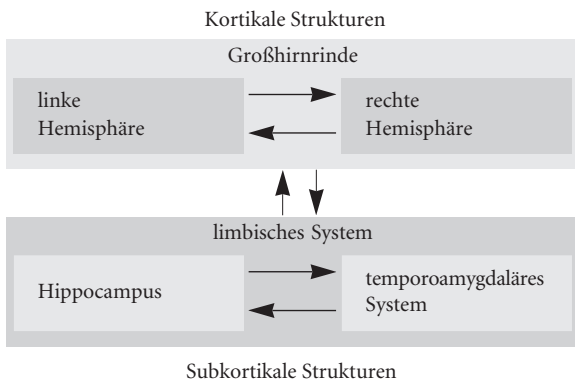 Kortikale Strukturen
Großhirnrinde
linke
Hemisphäre
rechte
Hemisphäre
limbisches System
Hippocampus
temporoamygdaläres
System
Subkortikale Strukturen